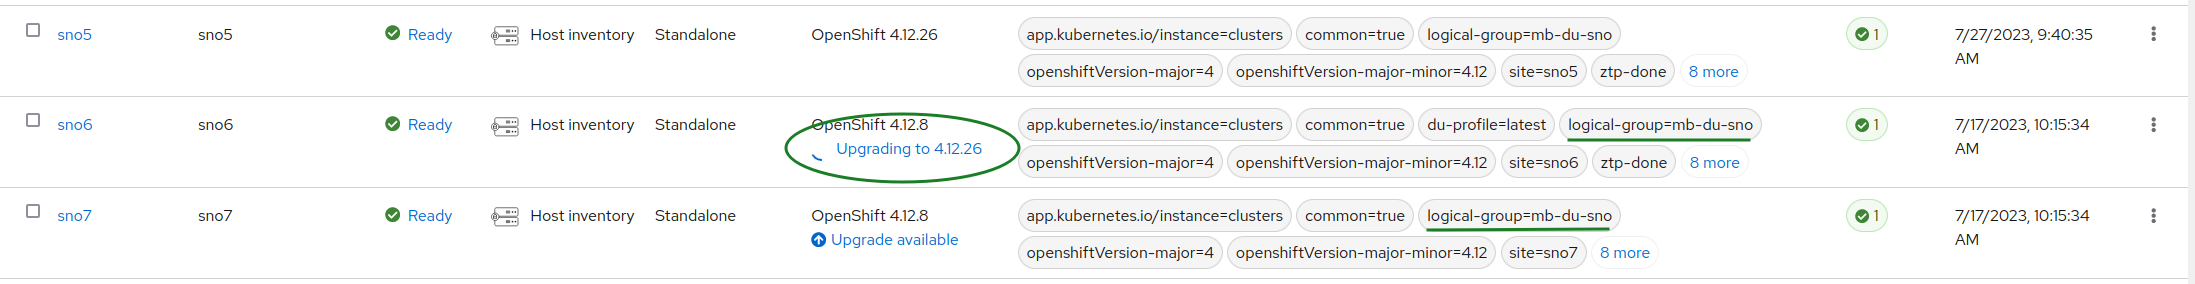 sno5 sno5 Ready Host inventory Standalone OpenShift 4.12.26 app.kubernetes.io/instance=clusters common=true logical-group=mb-du-sno 1 7/27/2023, 9:40:35
AM
openshiftVersion-major=4 openshiftVersion-major-minor=4.12 site=sno5 ztp-done 8 more
sno6 sno6 Ready Host inventory Standalone OpenShift 4.12.8 app.kubernetes.io/instance=clusters common=true du-profile=latest logical-group=mb-du-sno 1 7/17/2023, 10:15:34
Upgrading to 4.12.26 AM
openshiftVersion-major=4 openshiftVersion-major-minor=4.12 site=sno6 ztp-done 8 more
sno7 sno7 Ready Host inventory Standalone OpenShift 4.12.8 app.kubernetes.io/instance=clusters common=true logical-group=mb-du-sno 1 7/17/2023, 10:15:34
Upgrade available AM
openshiftVersion-major=4 openshiftVersion-major-minor=4.12 site=sno7 8 more